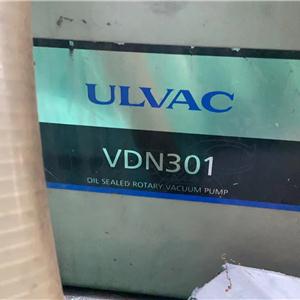 ULVAC
VDN301
OIL SEALED ROTARY VACUUM PUMP